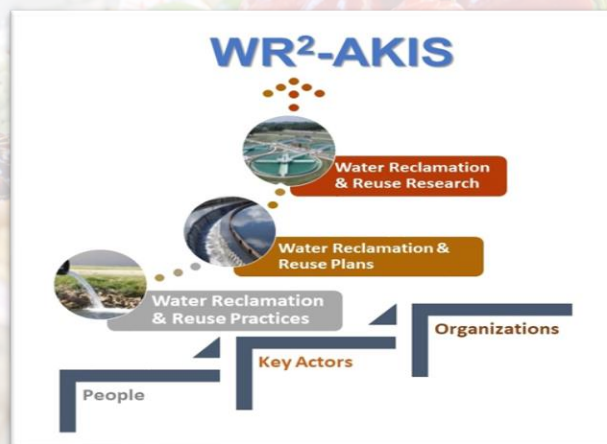 WR²-AKIS
Water Reclamation
& Reuse Research
Water Reclamation &
Reuse Plans
Water Reclamation
& Reuse Practices
Organizations
Key Actors
People